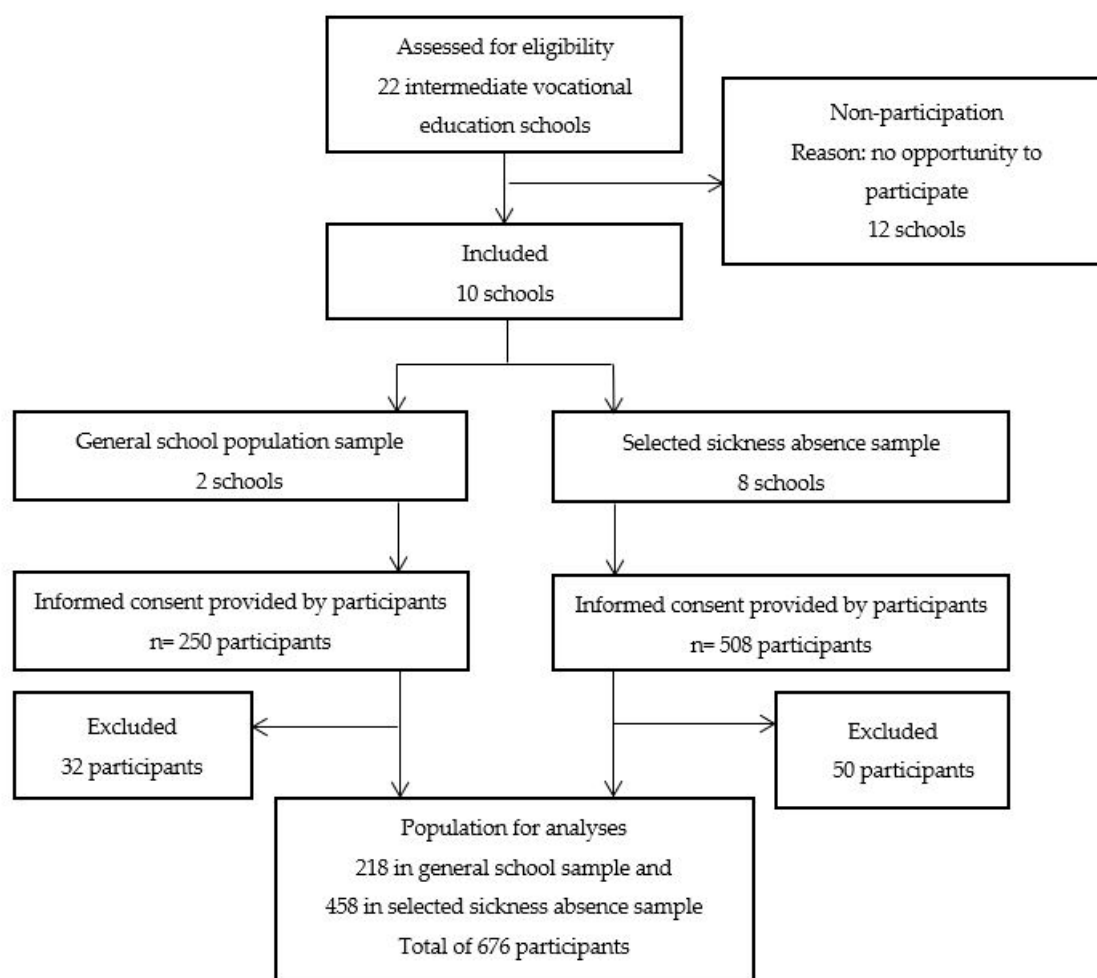 Assessed for eligibility
22 intermediate vocational
education schools
Non-participation
Reason: no opportunity to
participate
12 schools
Included
10 schools
General school population sample
2 schools
Selected sickness absence sample
8 schools
Informed consent provided by participants
n= 250 participants
Informed consent provided by participants
n= 508 participants
Excluded
32 participants
Excluded
50 participants
Population for analyses
218 in general school sample and
458 in selected sickness absence sample
Total of 676 participants